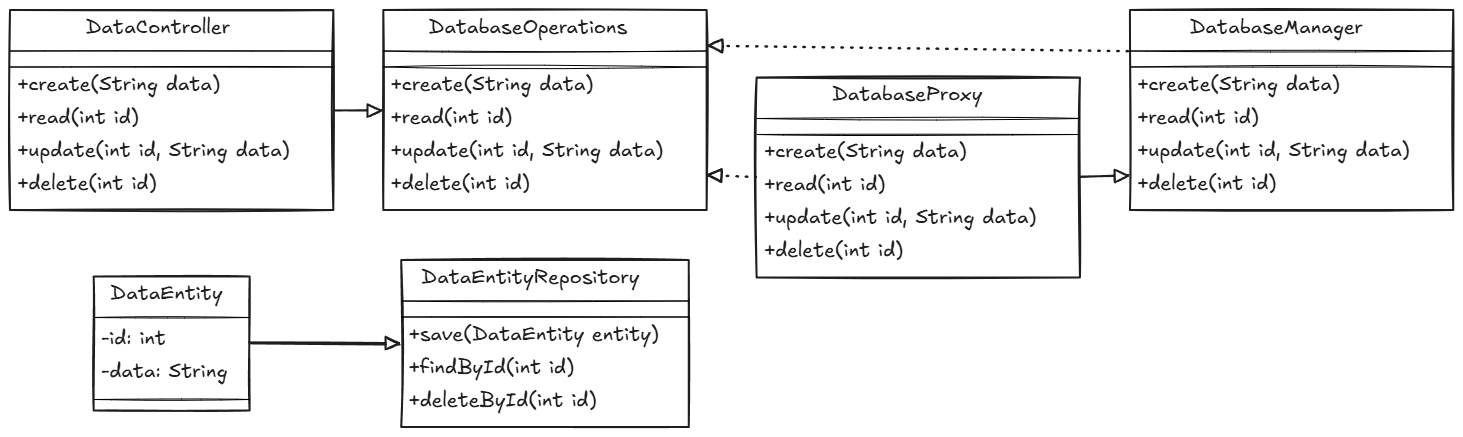 DataController
+create(String data)
+read(int id)
+update(int id, String data)
+delete(int id)
DatabaseOperations
+create(String data)
+read(int id)
+update(int id, String data)
+delete(int id)
DatabaseProxy
+create(String data)
+read(int id)
+update(int id, String data)
+delete(int id)
DatabaseManager
+create(String data)
+read(int id)
+update(int id, String data)
+delete(int id)
DataEntity
-id: int
-data: String
DataEntityRepository
+save(DataEntity entity)
+findById(int id)
+deleteById(int id)